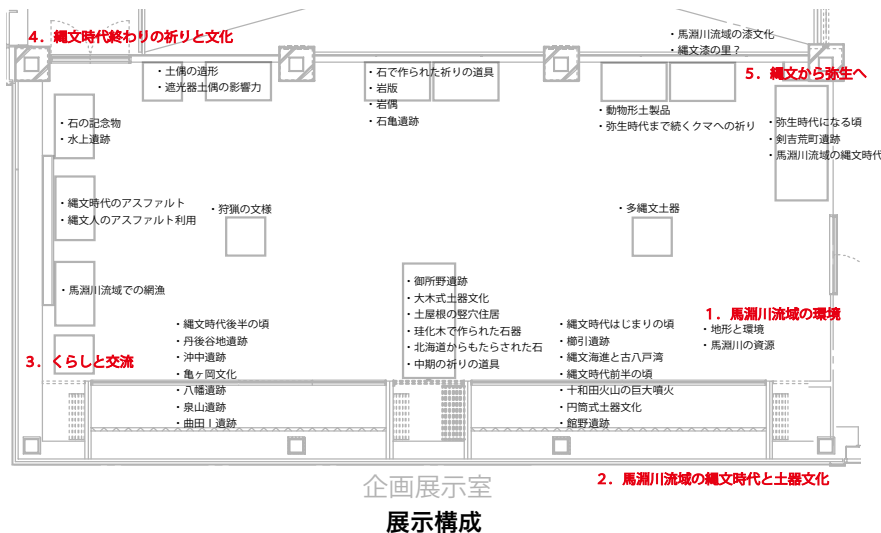 4．縄文時代終わりの祈りと文化
・土偶の造形
・遮光器土偶の影響力
・石で作られた祈りの道具
・岩版
・岩偶
・石亀遺跡
・馬淵川流域の漆文化
・縄文漆の里？
5．縄文から弥生へ
・動物形土製品
・弥生時代まで続くクマへの祈り
・弥生時代になる頃
・剣吉荒町遺跡
・馬淵川流域の縄文時代
・石の記念物
・水上遺跡
・縄文時代のアスファルト
・縄文人のアスファルト利用
・狩猟の文様
・多縄文土器
・馬淵川流域での網漁
3．くらしと交流
・縄文時代後半の頃
・丹後谷地遺跡
・沖中遺跡
・亀ヶ岡文化
・八幡遺跡
・泉山遺跡
・曲田Ⅰ遺跡
・御所野遺跡
・大木式土器文化
・土屋根の竪穴住居
・珪化木で作られた石器
・北海道からもたらされた石
・中期の祈りの道具
・縄文時代はじまりの頃
・櫛引遺跡
・縄文海進と古八戸湾
・縄文時代前半の頃
・十和田火山の巨大噴火
・円筒式土器文化
・館野遺跡
1．馬淵川流域の環境
・地形と環境
・馬淵川の資源
2．馬淵川流域の縄文時代と土器文化
企画展示室
展示構成